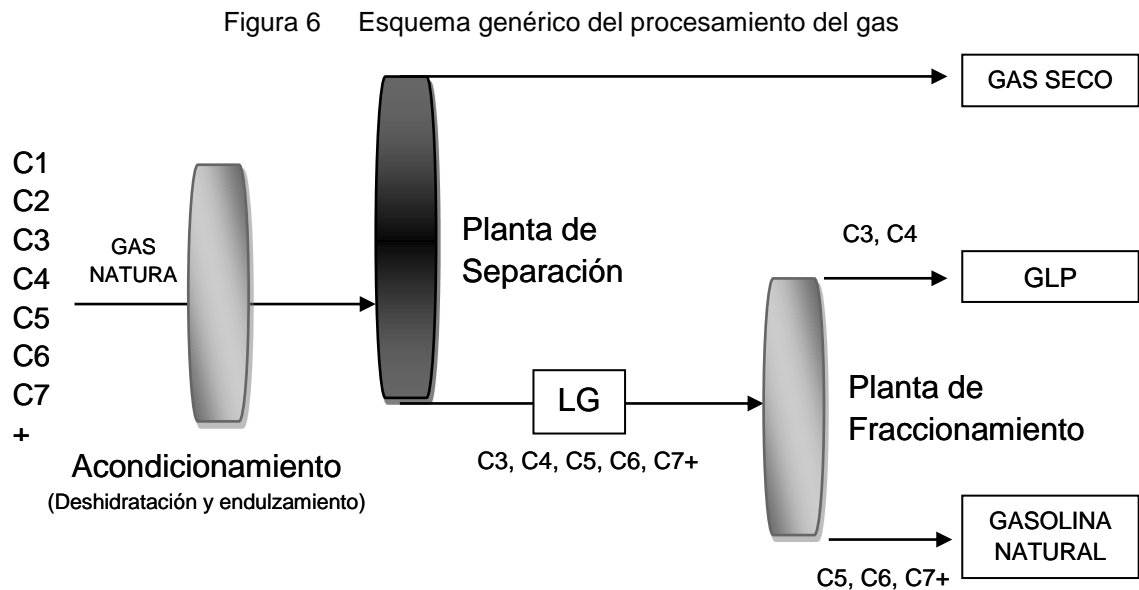 Figura 6 Esquema genérico del procesamiento del gas
GAS SECO
C1
C2
C3
C4
C5
C6
C7
+
GAS
NATURA
Acondicionamiento
(Deshidratación y endulzamiento)
Planta de
Separación
LG
C3, C4, C5, C6, C7+
C3, C4
GLP
Planta de
Fraccionamiento
GASOLINA
NATURAL
C5, C6, C7+